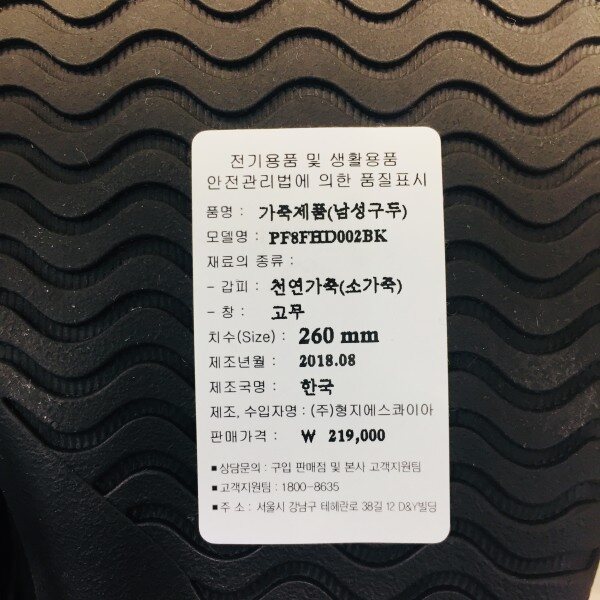 전기용품 및 생활용품
안전관리법에 의한 품질표시
품명 : 가죽제품(남성구두)
모델명 : PF8FHD002BK
재료의 종류 :
- 갑피 : 천연가죽(소가죽)
- 창 : 고무
치수(Size) : 260 mm
제조년월 : 2018.08
제조국명 : 한국
제조, 수입자명 : (주)형지에스콰이아
판매가격 : ₩ 219,000
■ 상담문의 : 구입 판매점 및 본사 고객지원팀
■ 고객지원팀 : 1800-8635
■ 주 소 : 서울시 강남구 테헤란로 38길 12 D&Y빌딩